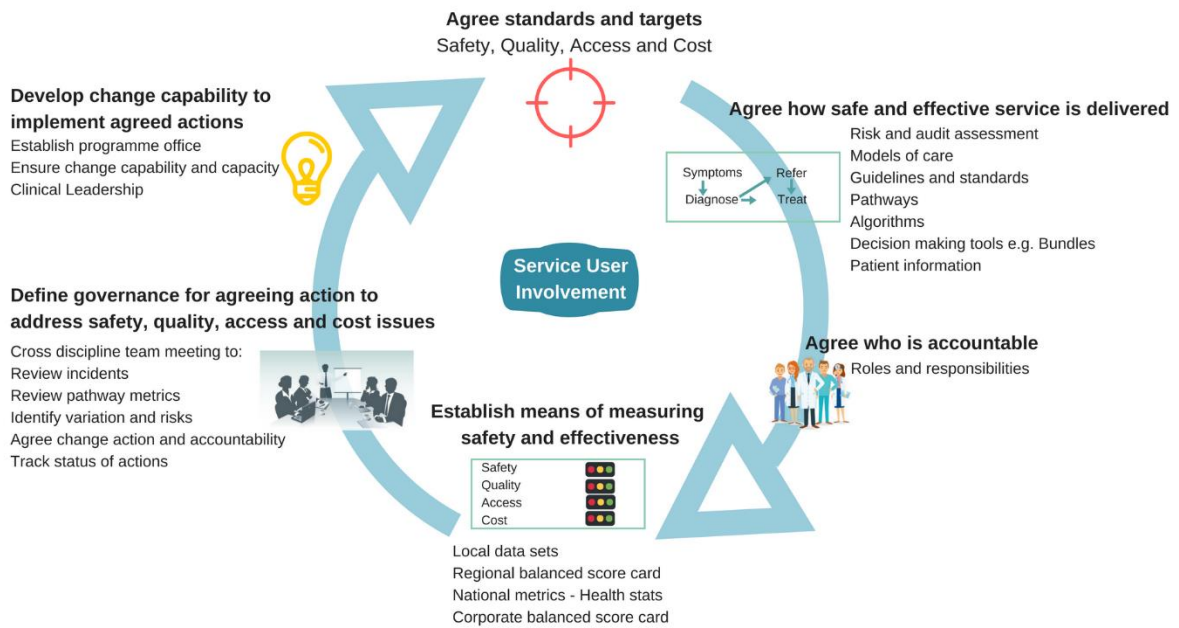 Agree standards and targets
Safety, Quality, Access and Cost
Agree how safe and effective service is delivered
Risk and audit assessment
Models of care
Guidelines and standards
Pathways
Algorithms
Decision making tools e.g. Bundles
Patient information
Symptoms
Refer
Diagnose
Treat
Agree who is accountable
Roles and responsibilities
Establish means of measuring
safety and effectiveness
Safety
Quality
Access
Cost
Local data sets
Regional balanced score card
National metrics - Health stats
Corporate balanced score card
Define governance for agreeing action to
address safety, quality, access and cost issues
Cross discipline team meeting to:
Review incidents
Review pathway metrics
Identify variation and risks
Agree change action and accountability
Track status of actions
Develop change capability to
implement agreed actions
Establish programme office
Ensure change capability and capacity
Clinical Leadership
Service User
Involvement